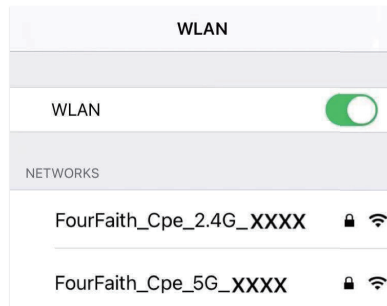 WLAN
WLAN
NETWORKS
FourFaith_Cpe_2.4G_XXXX
FourFaith_Cpe_5G_XXXX